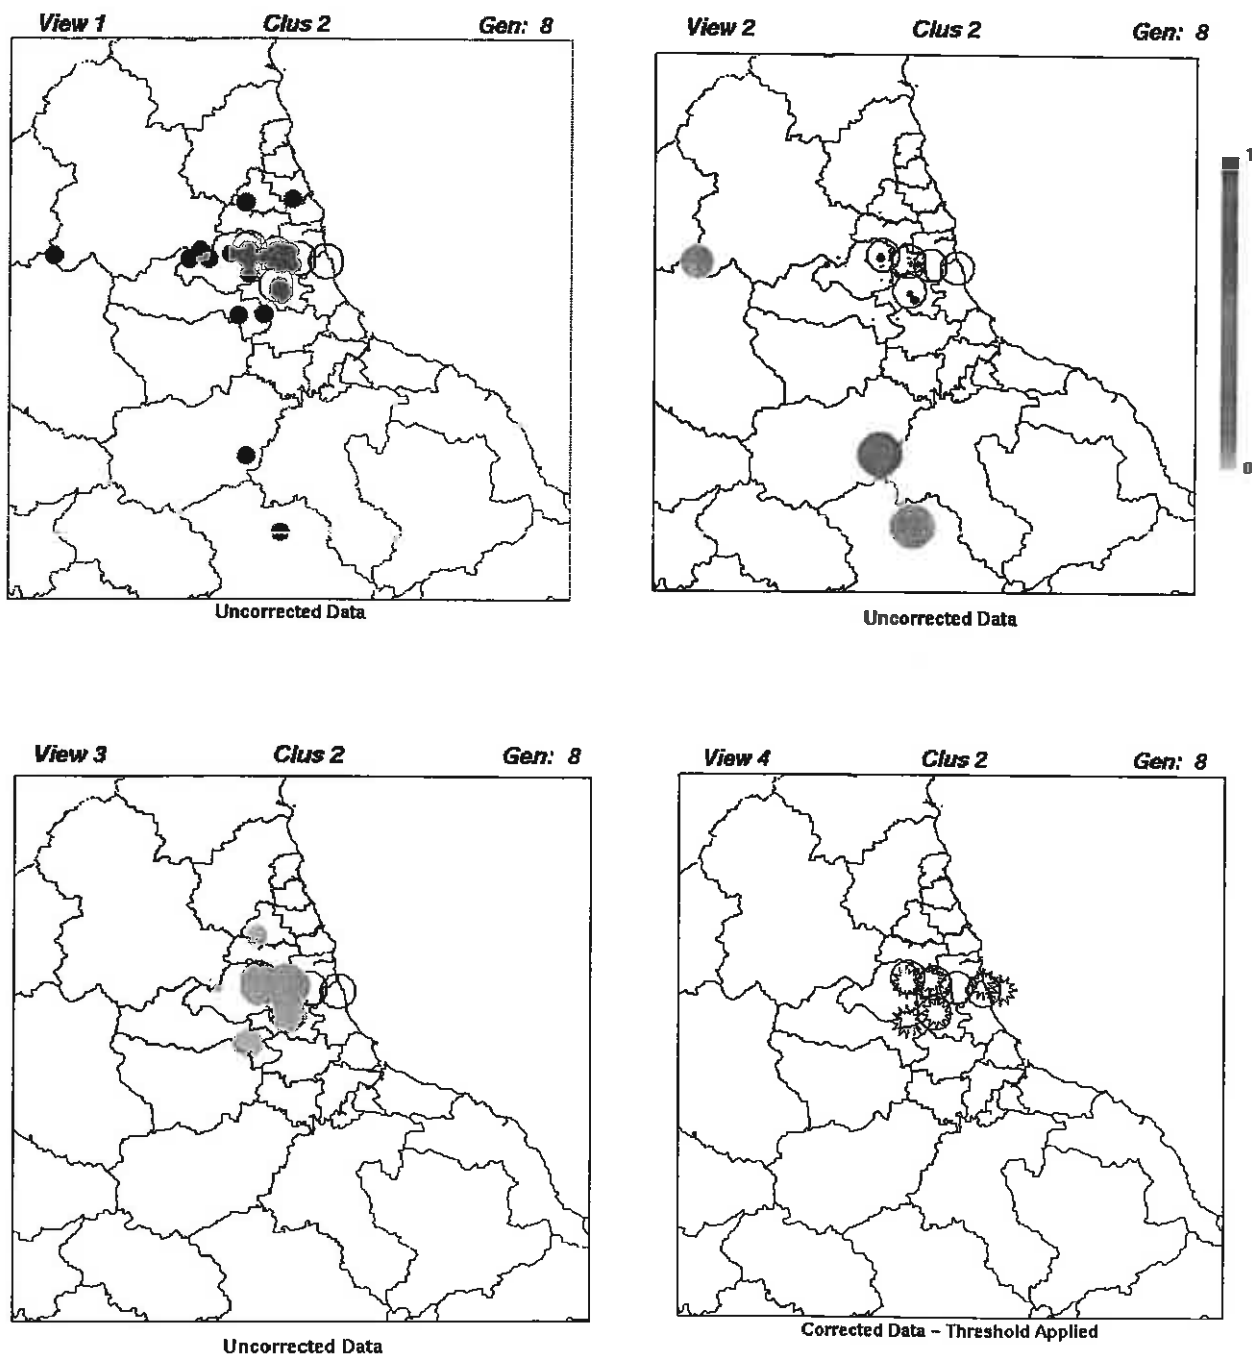 View 1 Clus 2 Gen: 8
View 2 Clus 2 Gen: 8
1
0
Uncorrected Data
Uncorrected Data
View 3 Clus 2 Gen: 8
View 4 Clus 2 Gen: 8
Uncorrected Data
Corrected Data – Threshold Applied